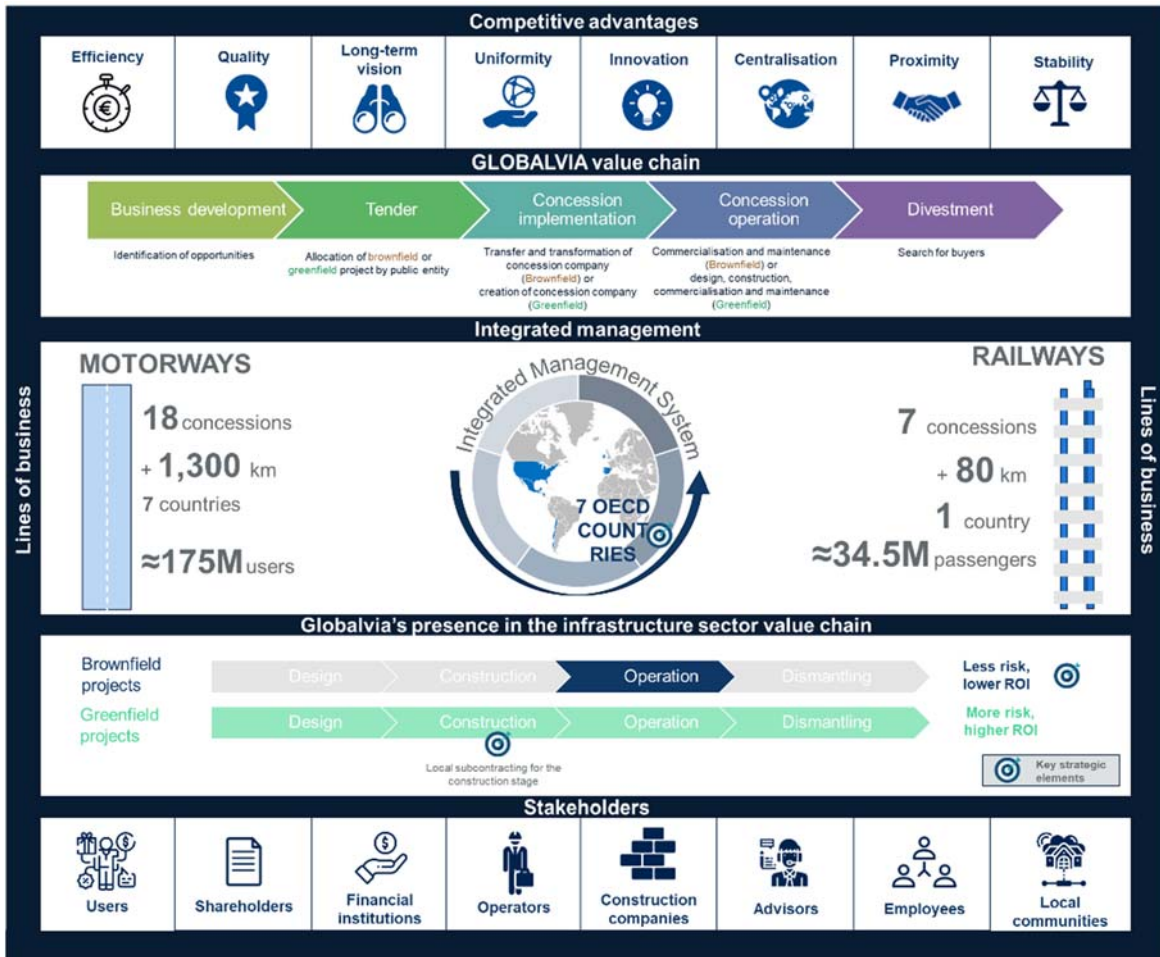 Competitive advantages
Efficiency
Quality
Long-term
vision
Uniformity
Innovation
Centralisation
Proximity
Stability
GLOBALVIA value chain
Business development
Tender
Concession
implementation
Concession
operation
Divestment
Identification of opportunities
Allocation of brownfield or
greenfield project by public entity
Transfer and transformation of
concession company
(Brownfield) or
creation of concession company
(Greenfield)
Commercialisation and maintenance
(Brownfield) or
design, construction,
commercialisation and maintenance
(Greenfield)
Search for buyers
Integrated management
Lines of business
MOTORWAYS
18 concessions
+ 1,300 km
7 countries
≈175M users
Integrated Management System
7 OECD
COUNT
RIES
RAILWAYS
7 concessions
+ 80 km
1 country
≈34.5M passengers
Lines of business
Globalvia's presence in the infrastructure sector value chain
Brownfield
projects
Design
Construction
Operation
Dismantling
Less risk,
lower ROI
Greenfield
projects
Design
Construction
Operation
Dismantling
More risk,
higher ROI
Local subcontracting for the
construction stage
Key strategic
elements
Stakeholders
Users
Shareholders
Financial
institutions
Operators
Construction
companies
Advisors
Employees
Local
communities